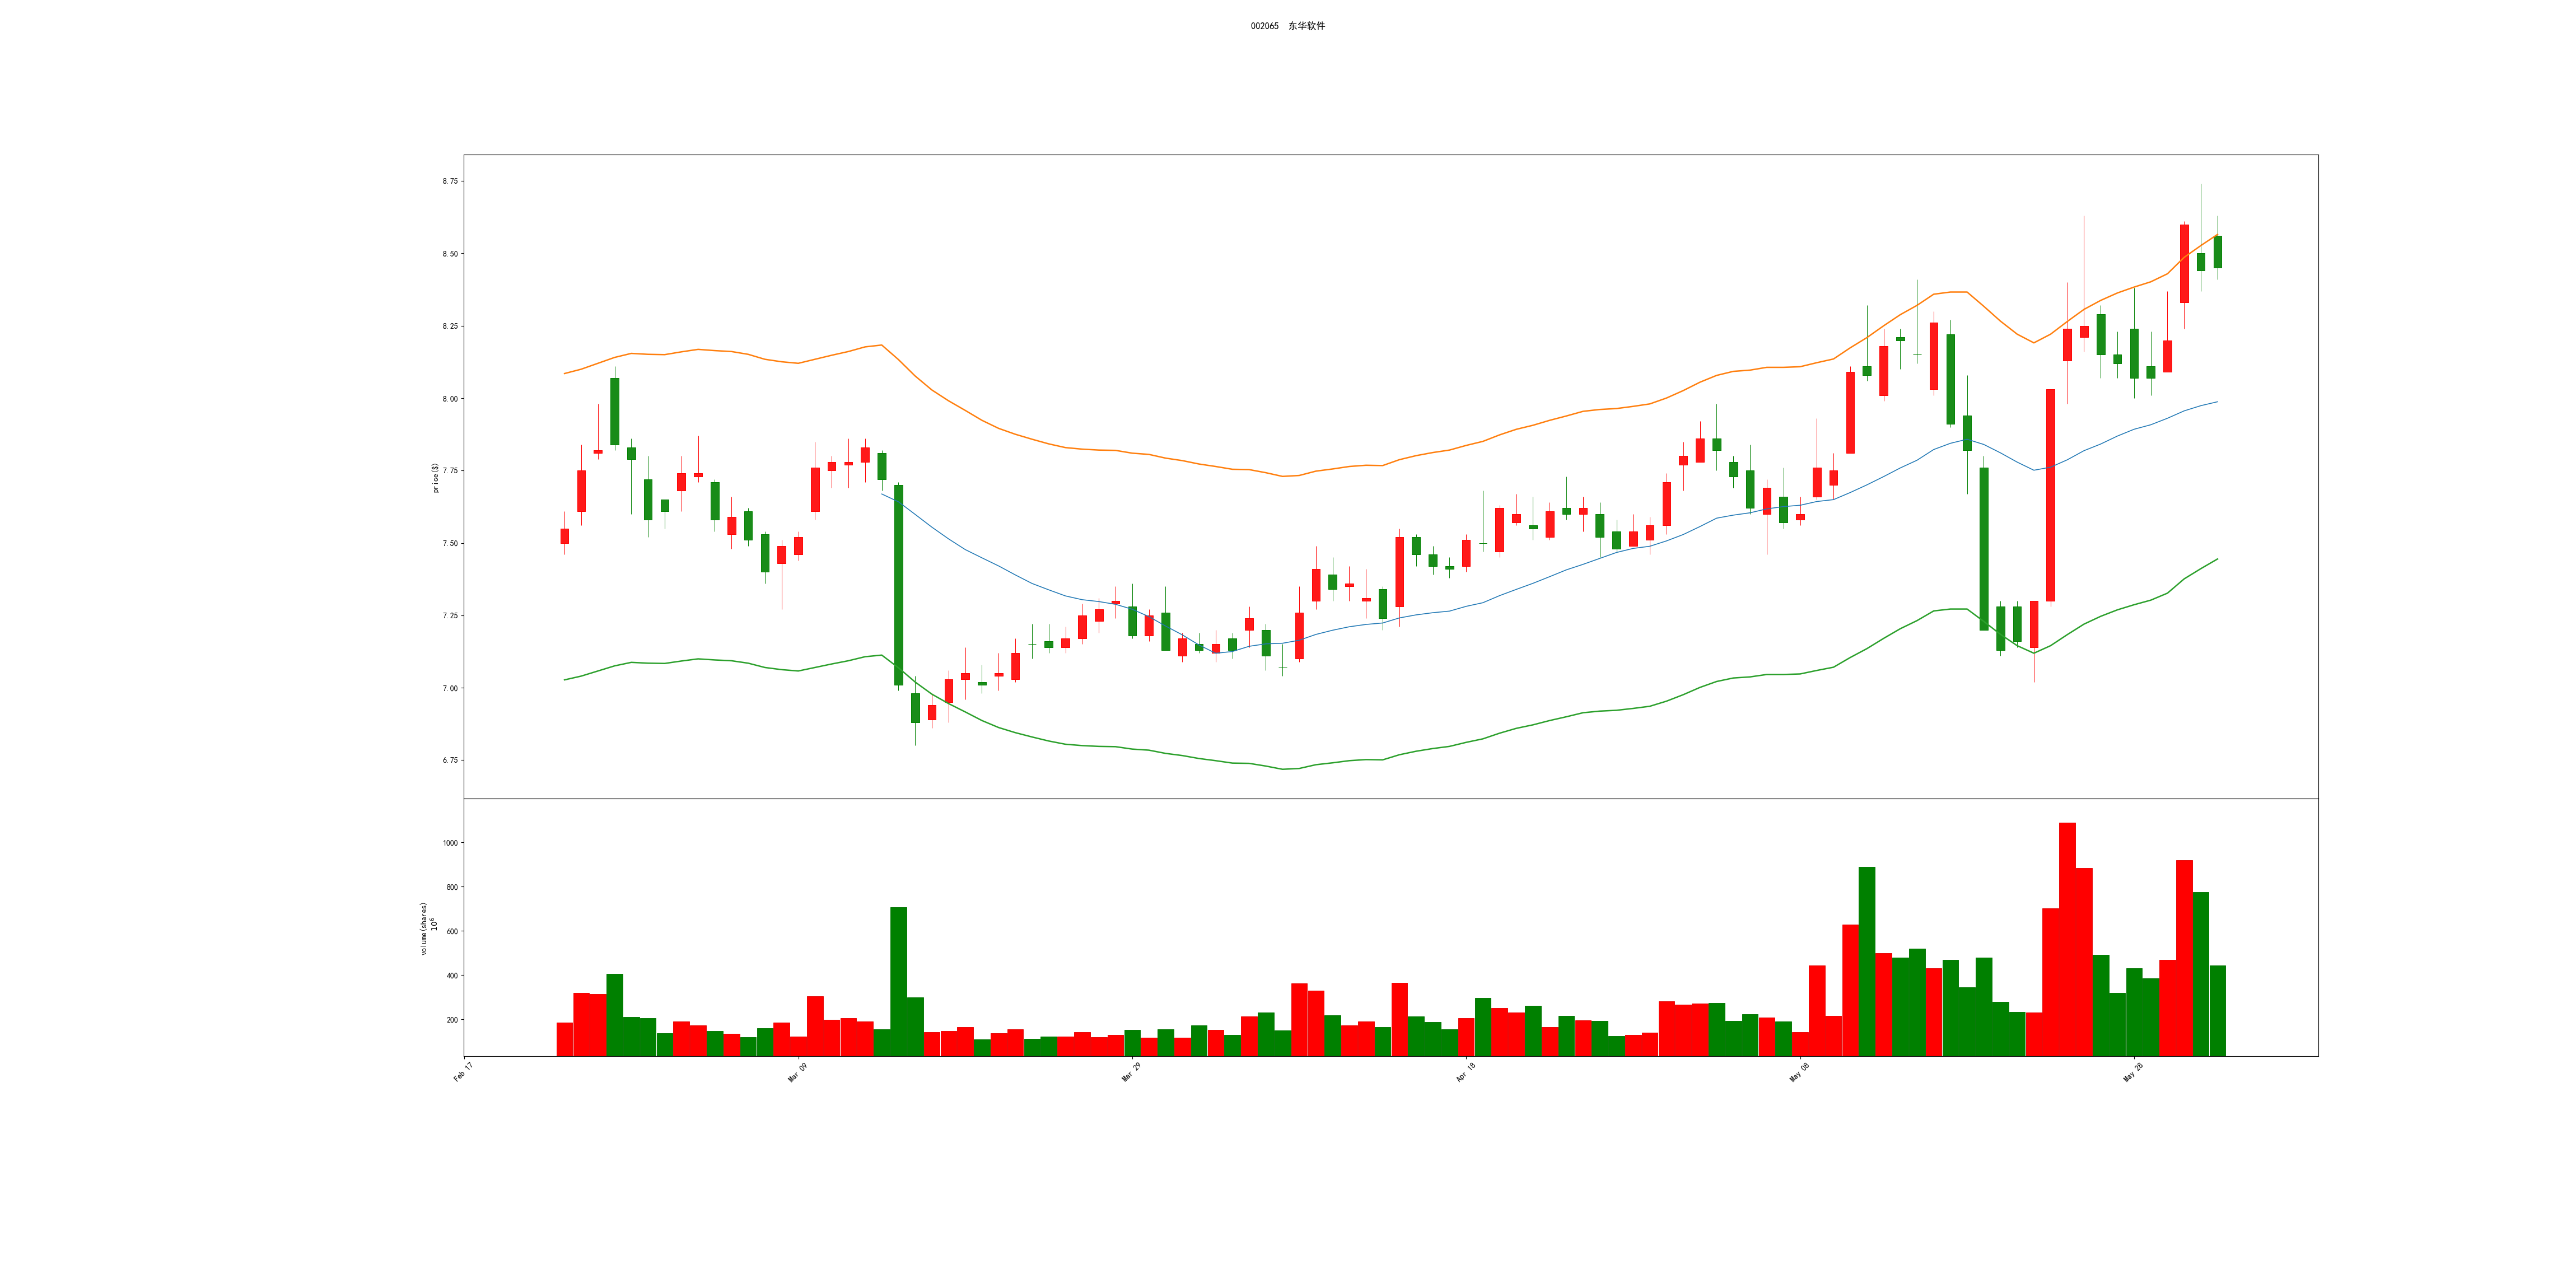 002065 东华软件
8.75
8.50
8.25
8.00
7.75
7.50
7.25
7.00
6.75
price($)
1000
800
600
400
200
volume(shares)
10⁶
Feb 17
Mar 09
Mar 29
Apr 18
May 08
May 28